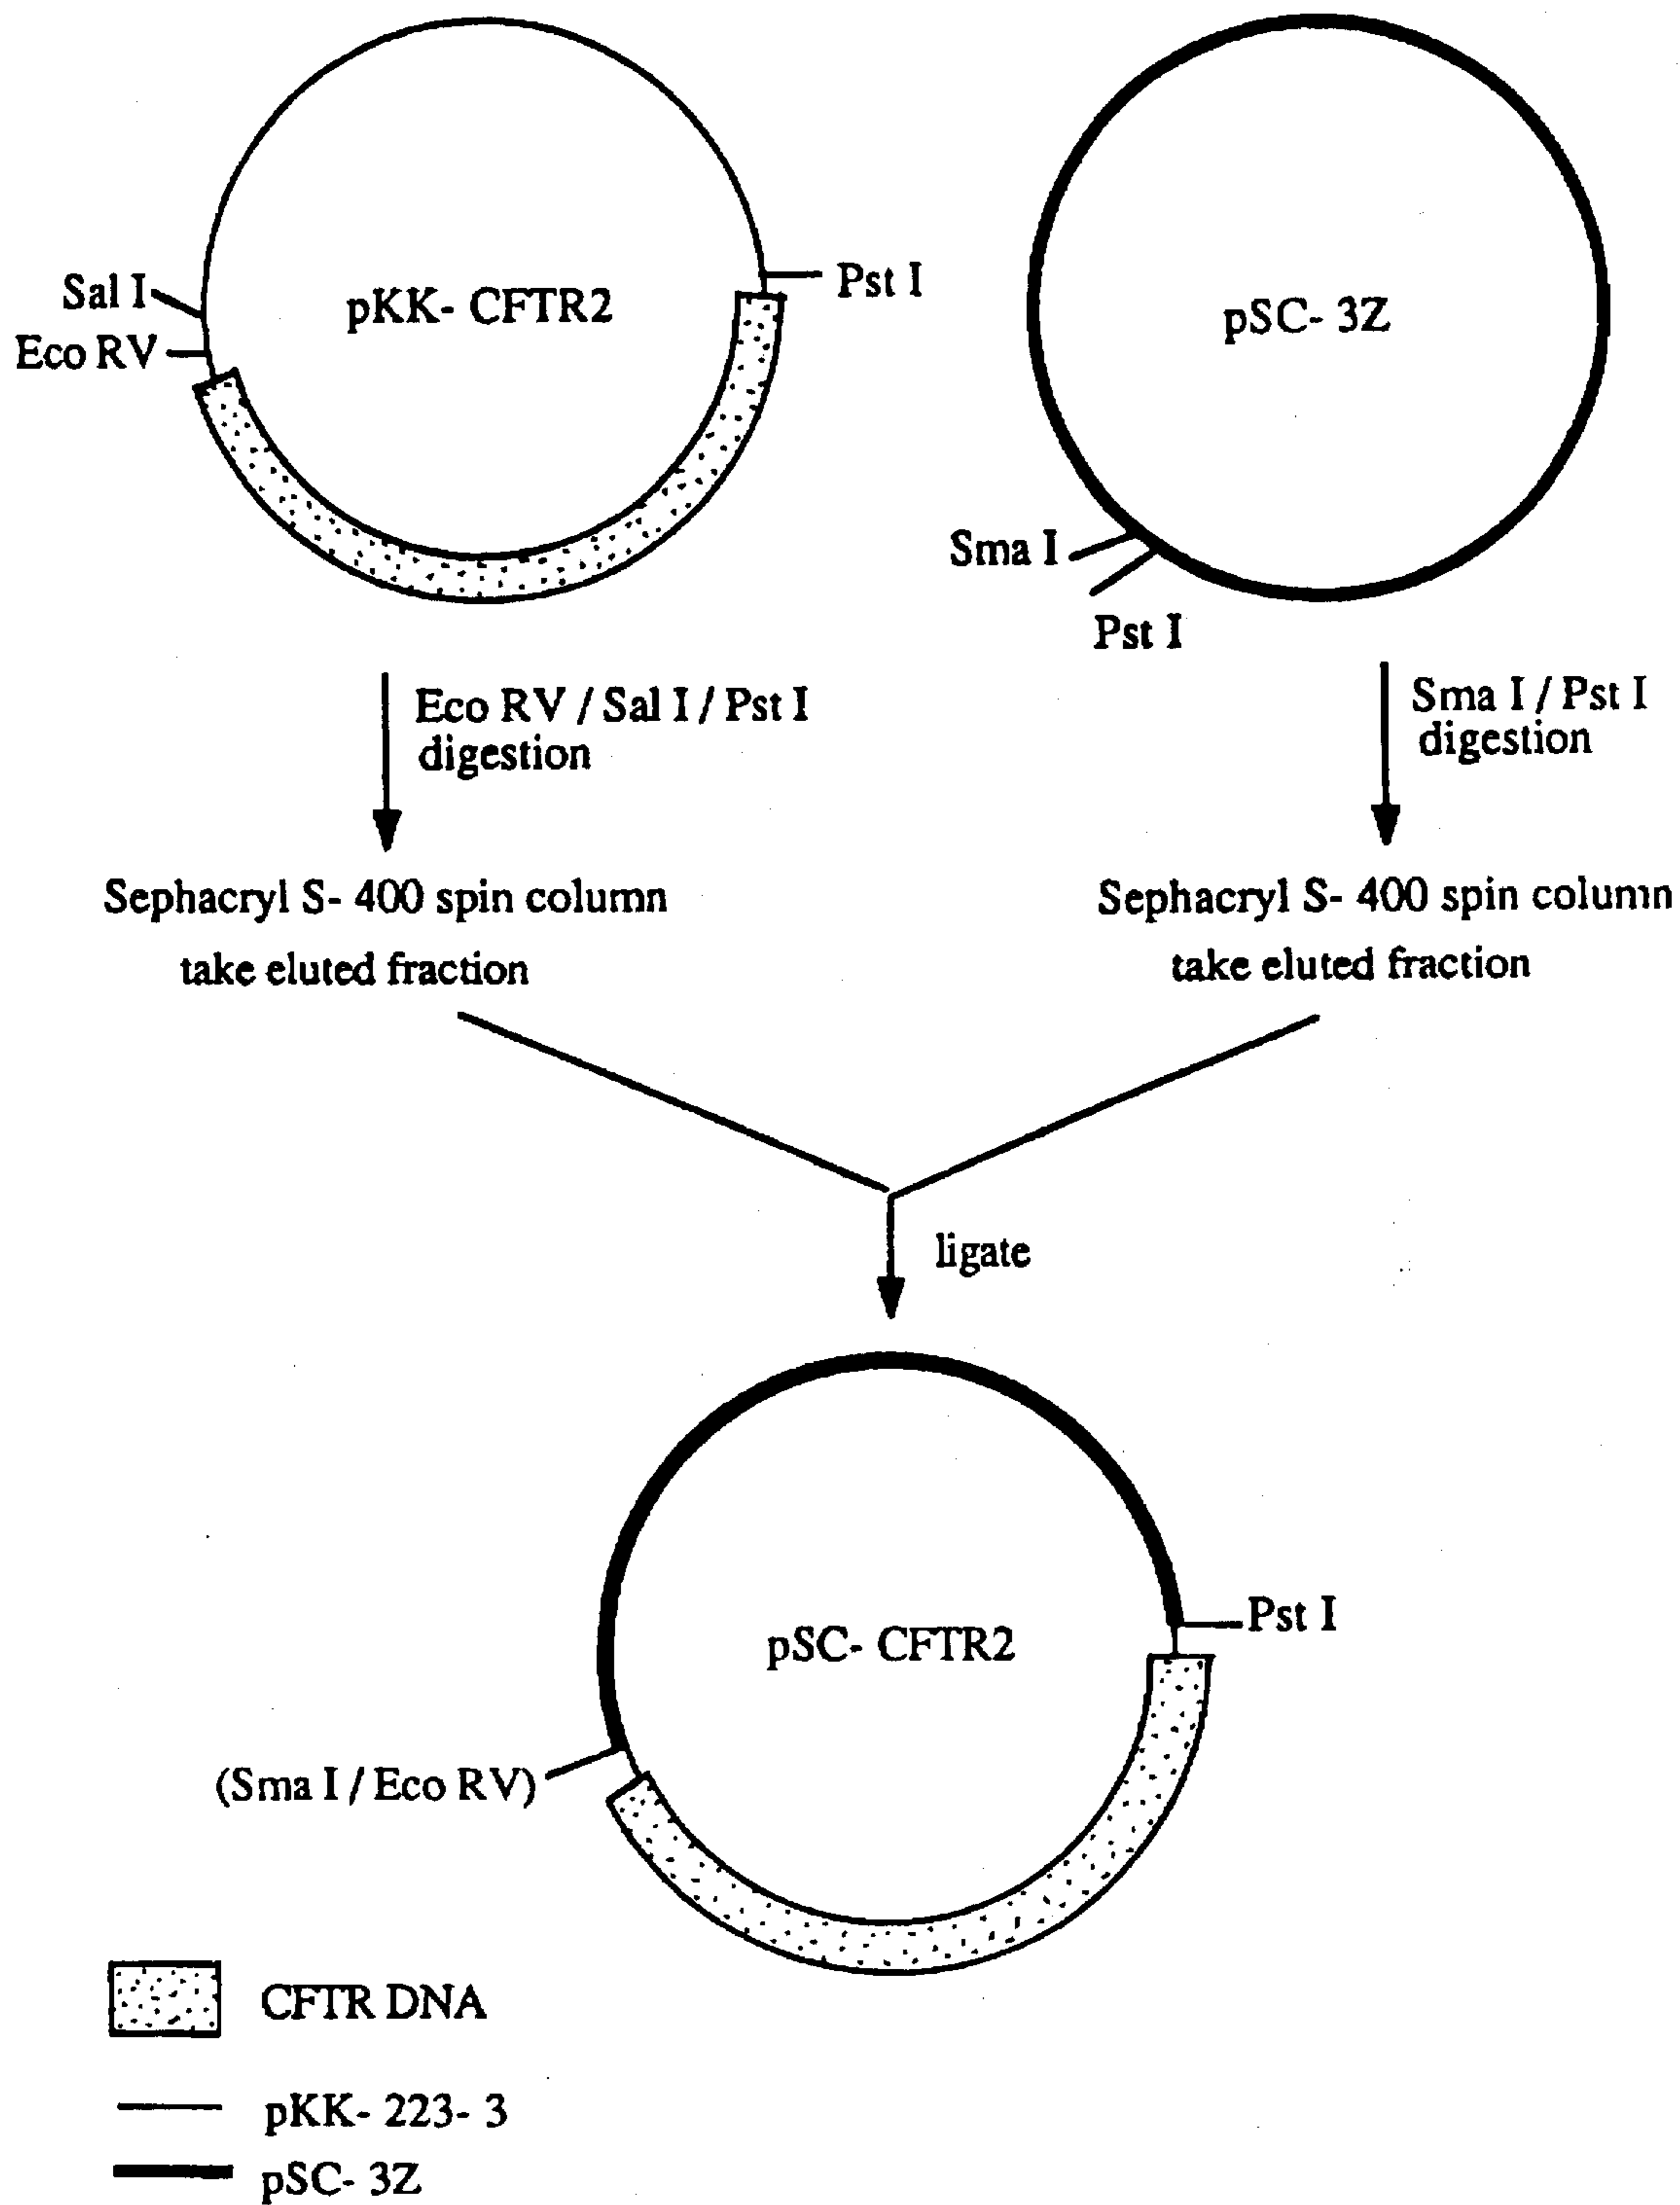 pKK- CFTR2
Sal I
Eco RV
Pst I
pSC- 3Z
Sma I
Pst I
Eco RV / Sal I / Pst I
digestion
Sma I / Pst I
digestion
Sephacryl S- 400 spin column
take eluted fraction
Sephacryl S- 400 spin column
take eluted fraction
ligate
pSC- CFTR2
Pst I
(Sma I / Eco RV)
CFTR DNA
pKK- 223- 3
pSC- 3Z